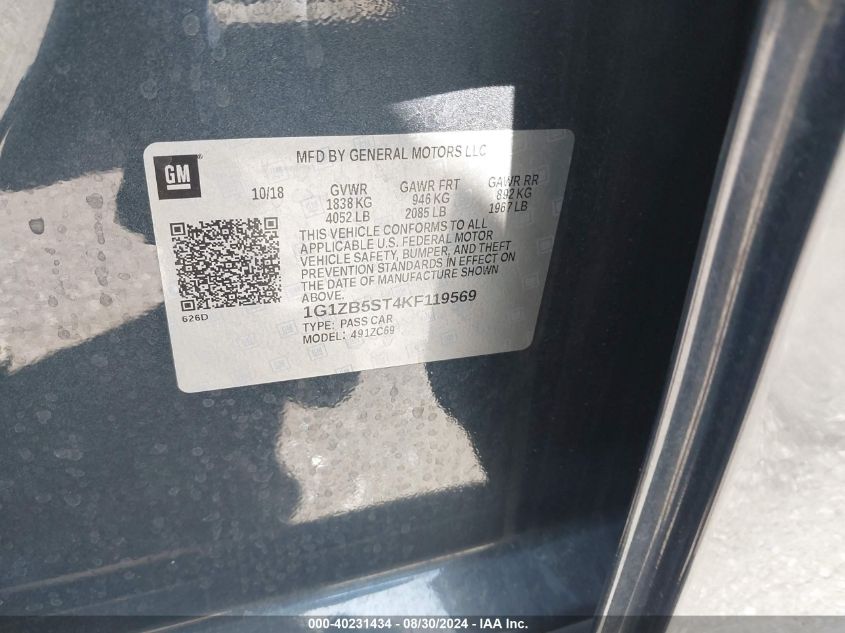 GM
MFD BY GENERAL MOTORS LLC
10/18 GVWR GAWR FRT GAWR RR
1838 KG 946 KG 892 KG
4052 LB 2085 LB 1967 LB
THIS VEHICLE CONFORMS TO ALL
APPLICABLE U.S. FEDERAL MOTOR
VEHICLE SAFETY, BUMPER, AND THEFT
PREVENTION STANDARDS IN EFFECT ON
THE DATE OF MANUFACTURE SHOWN
ABOVE.
626D
1G1ZB5ST4KF119569
TYPE: PASS CAR
MODEL: 491ZC69
000-40231434 / 08/30/2024 - IAA Inc.